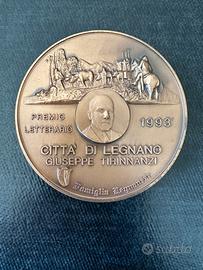 PREMIO
LETTERARIO
1993
CITTÀ DI LEGNANO
GIUSEPPE TIRINNANZI
Famiglia Legnanese
subito